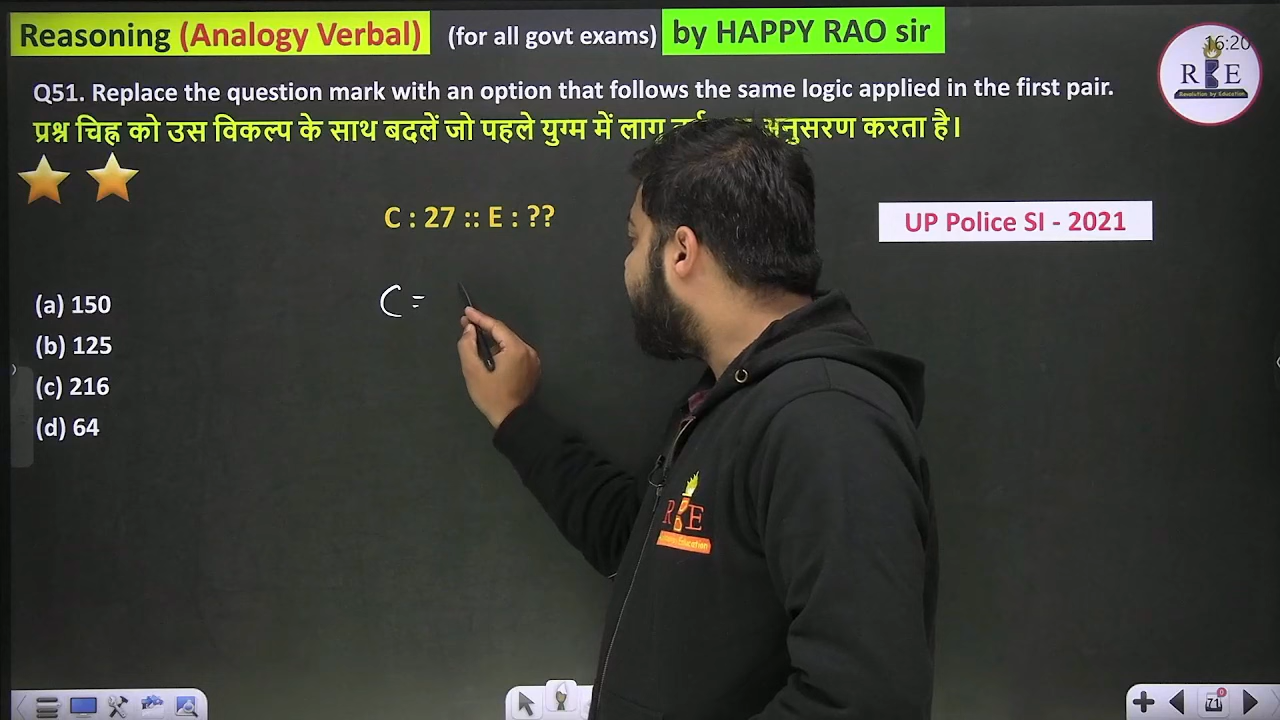 Reasoning (Analogy Verbal) (for all govt exams) by HAPPY RAO sir
16:20
R E
Revolution by Education
Q51. Replace the question mark with an option that follows the same logic applied in the first pair.
प्रश्न चिह्न को उस विकल्प के साथ बदलें जो पहले युग्म में लागू अनुसरण करता है।
C : 27 :: E : ??
UP Police SI - 2021
(a) 150
C =
(b) 125
(c) 216
(d) 64
R E
Education
71